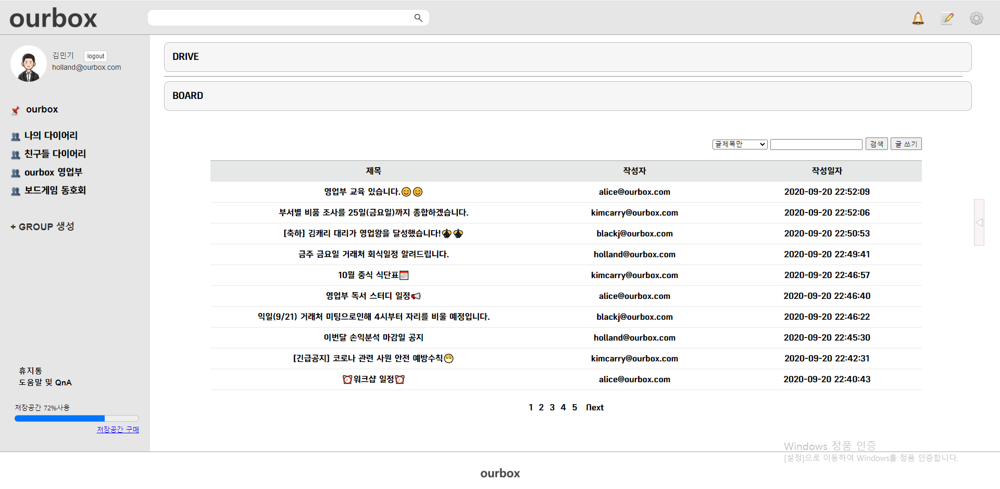 ourbox
김민기 logout
holland@ourbox.com
ourbox
나의 다이어리
친구들 다이어리
ourbox 영업부
보드게임 동호회
+ GROUP 생성
휴지통
도움말 및 QnA
저장공간 72%사용
저장공간 구매
DRIVE
BOARD
글제목만 검색 글 쓰기
제목 작성자 작성일자
영업부 교육 있습니다.😊😊 alice@ourbox.com 2020-09-20 22:52:09
부서별 비품 조사를 25일(금요일)까지 종합하겠습니다. kimcarry@ourbox.com 2020-09-20 22:52:06
[축하] 김캐리 대리가 영업왕을 달성했습니다! blackj@ourbox.com 2020-09-20 22:50:53
금주 금요일 거래처 회식일정 알려드립니다. holland@ourbox.com 2020-09-20 22:49:41
10월 중식 식단표📅 kimcarry@ourbox.com 2020-09-20 22:46:57
영업부 독서 스터디 일정📢 alice@ourbox.com 2020-09-20 22:46:40
익일(9/21) 거래처 미팅으로인해 4시부터 자리를 비울 예정입니다. blackj@ourbox.com 2020-09-20 22:46:22
이번달 손익분석 마감일 공지 holland@ourbox.com 2020-09-20 22:45:30
[긴급공지] 코로나 관련 사원 안전 예방수칙😷 kimcarry@ourbox.com 2020-09-20 22:42:31
⏰워크샵 일정⏰ alice@ourbox.com 2020-09-20 22:40:43
1 2 3 4 5 Next
Windows 정품 인증
[설정]으로 이동하여 Windows를 정품 인증합니다.
ourbox